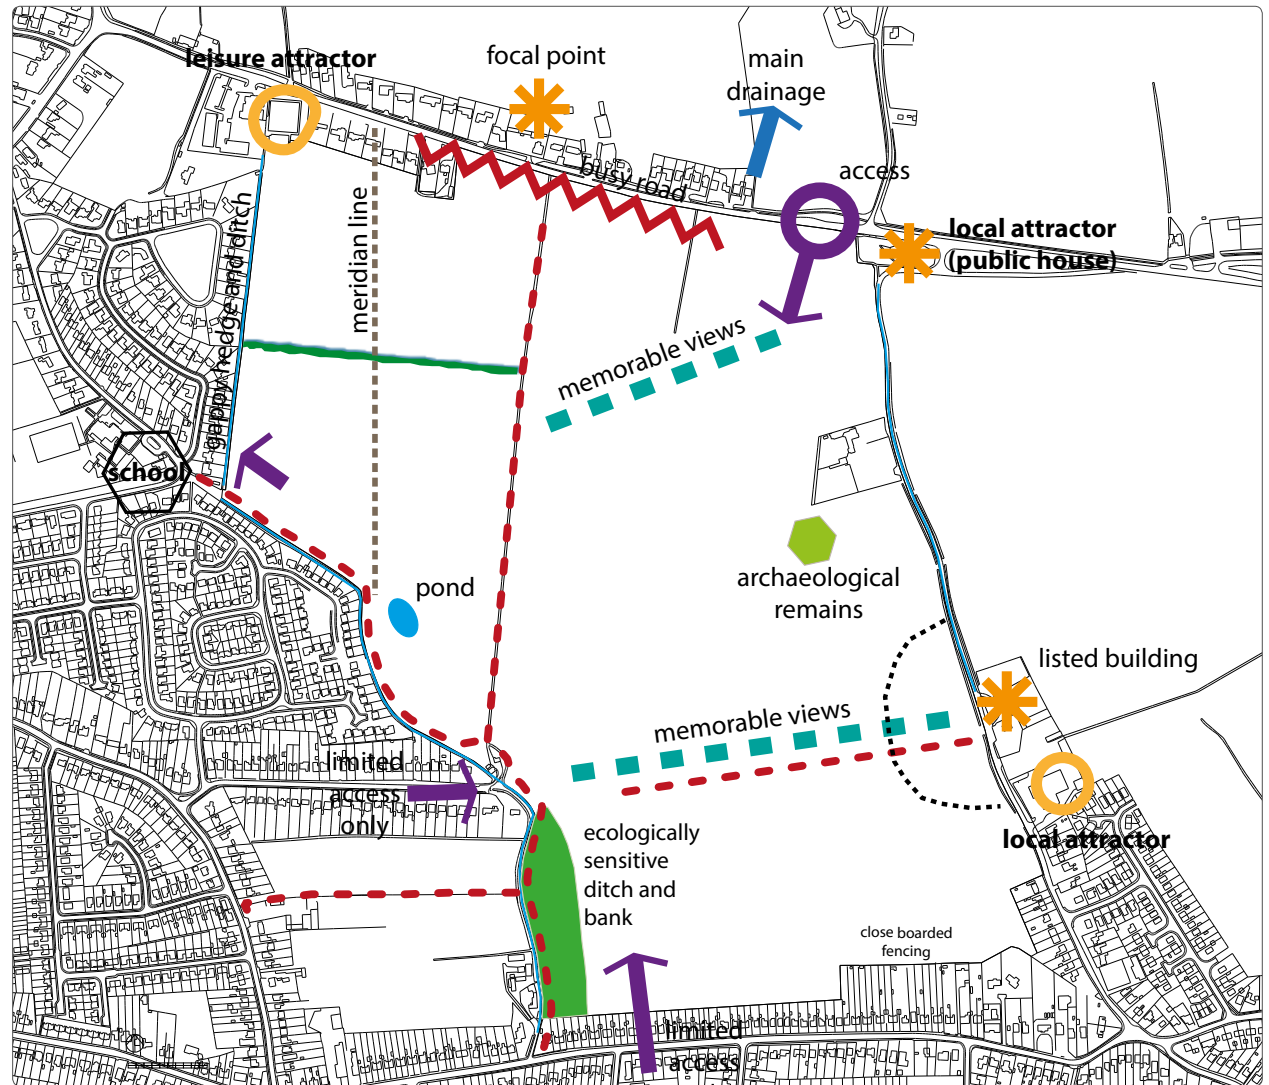 leisure attractor
focal point
main
drainage
busy road
access
local attractor
(public house)
gappy hedge and ditch
meridian line
memorable views
school
pond
archaeological
remains
listed building
memorable views
limited
access
only
local attractor
ecologically
sensitive
ditch and
bank
close boarded
fencing
limited
access